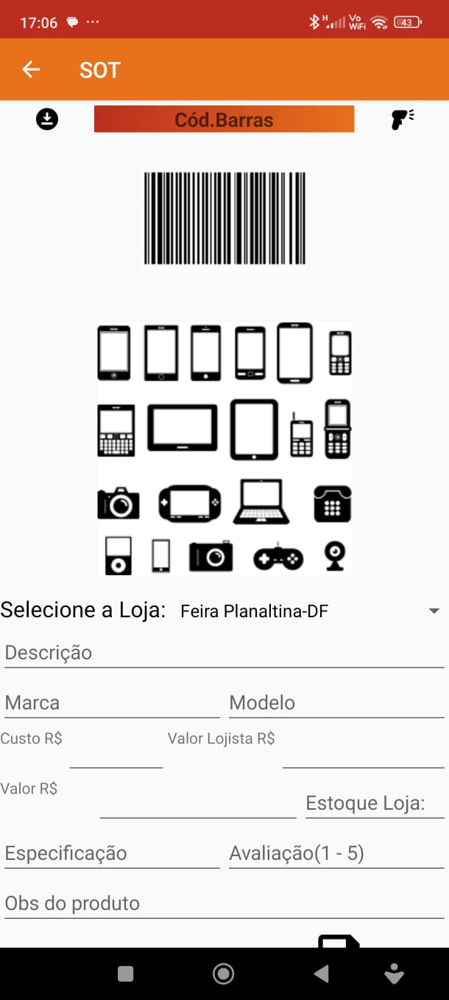 17:06 H Vo WiFi 43
SOT
Cód.Barras
Selecione a Loja: Feira Planaltina-DF
Descrição
Marca Modelo
Custo R$ Valor Lojista R$
Valor R$ Estoque Loja:
Especificação Avaliação(1 - 5)
Obs do produto